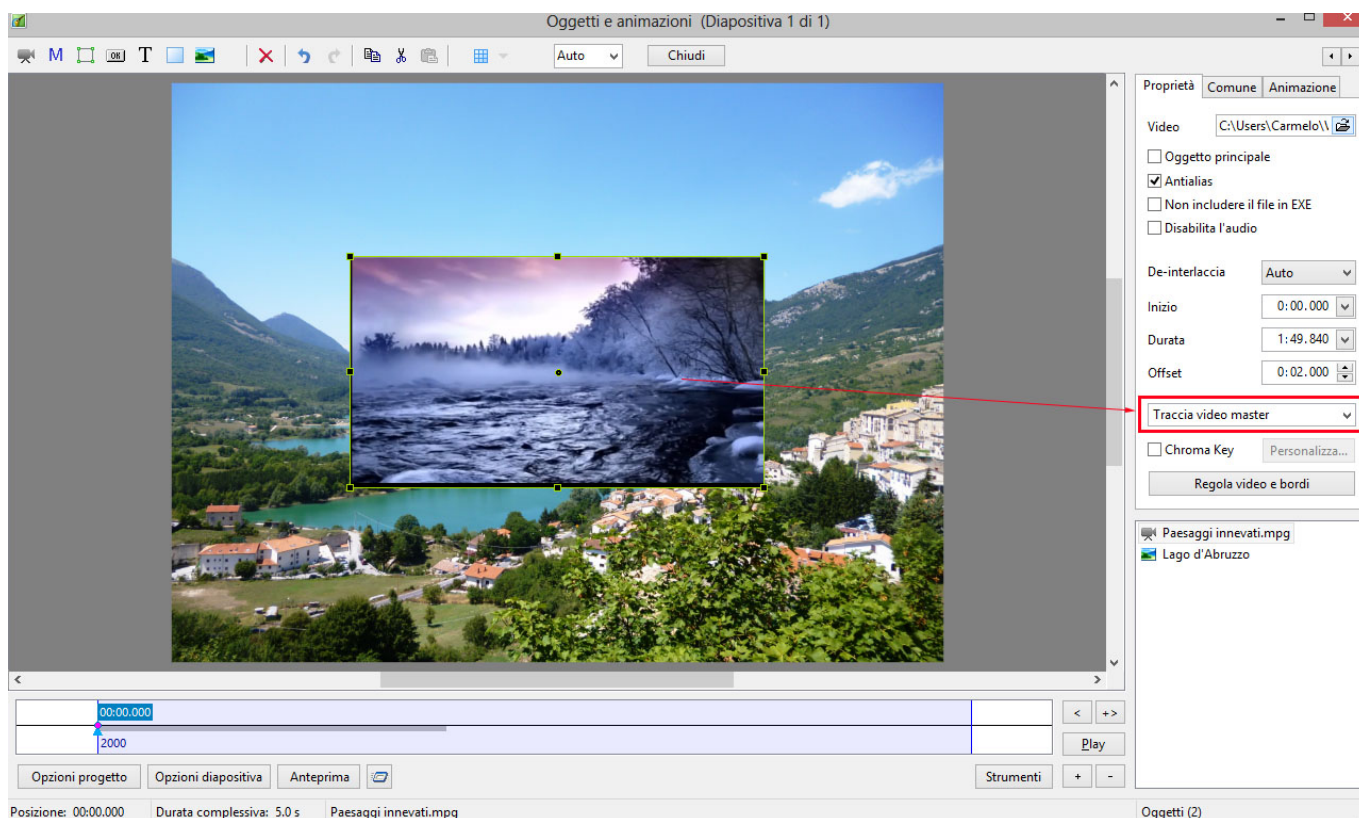 Oggetti e animazioni (Diapositiva 1 di 1)
M OK T Auto Chiudi
Proprietà Comune Animazione
Video C:\Users\Carmelo\\
Oggetto principale
Antialias
Non includere il file in EXE
Disabilita l'audio
De-interlaccia Auto
Inizio 0:00.000
Durata 1:49.840
Offset 0:02.000
Traccia video master
Chroma Key Personalizza...
Regola video e bordi
Paesaggi innevati.mpg
Lago d'Abruzzo
00:00.000 < +>
2000 Play
Opzioni progetto Opzioni diapositiva Anteprima Strumenti + -
Posizione: 00:00.000 Durata complessiva: 5.0 s Paesaggi innevati.mpg Oggetti (2)